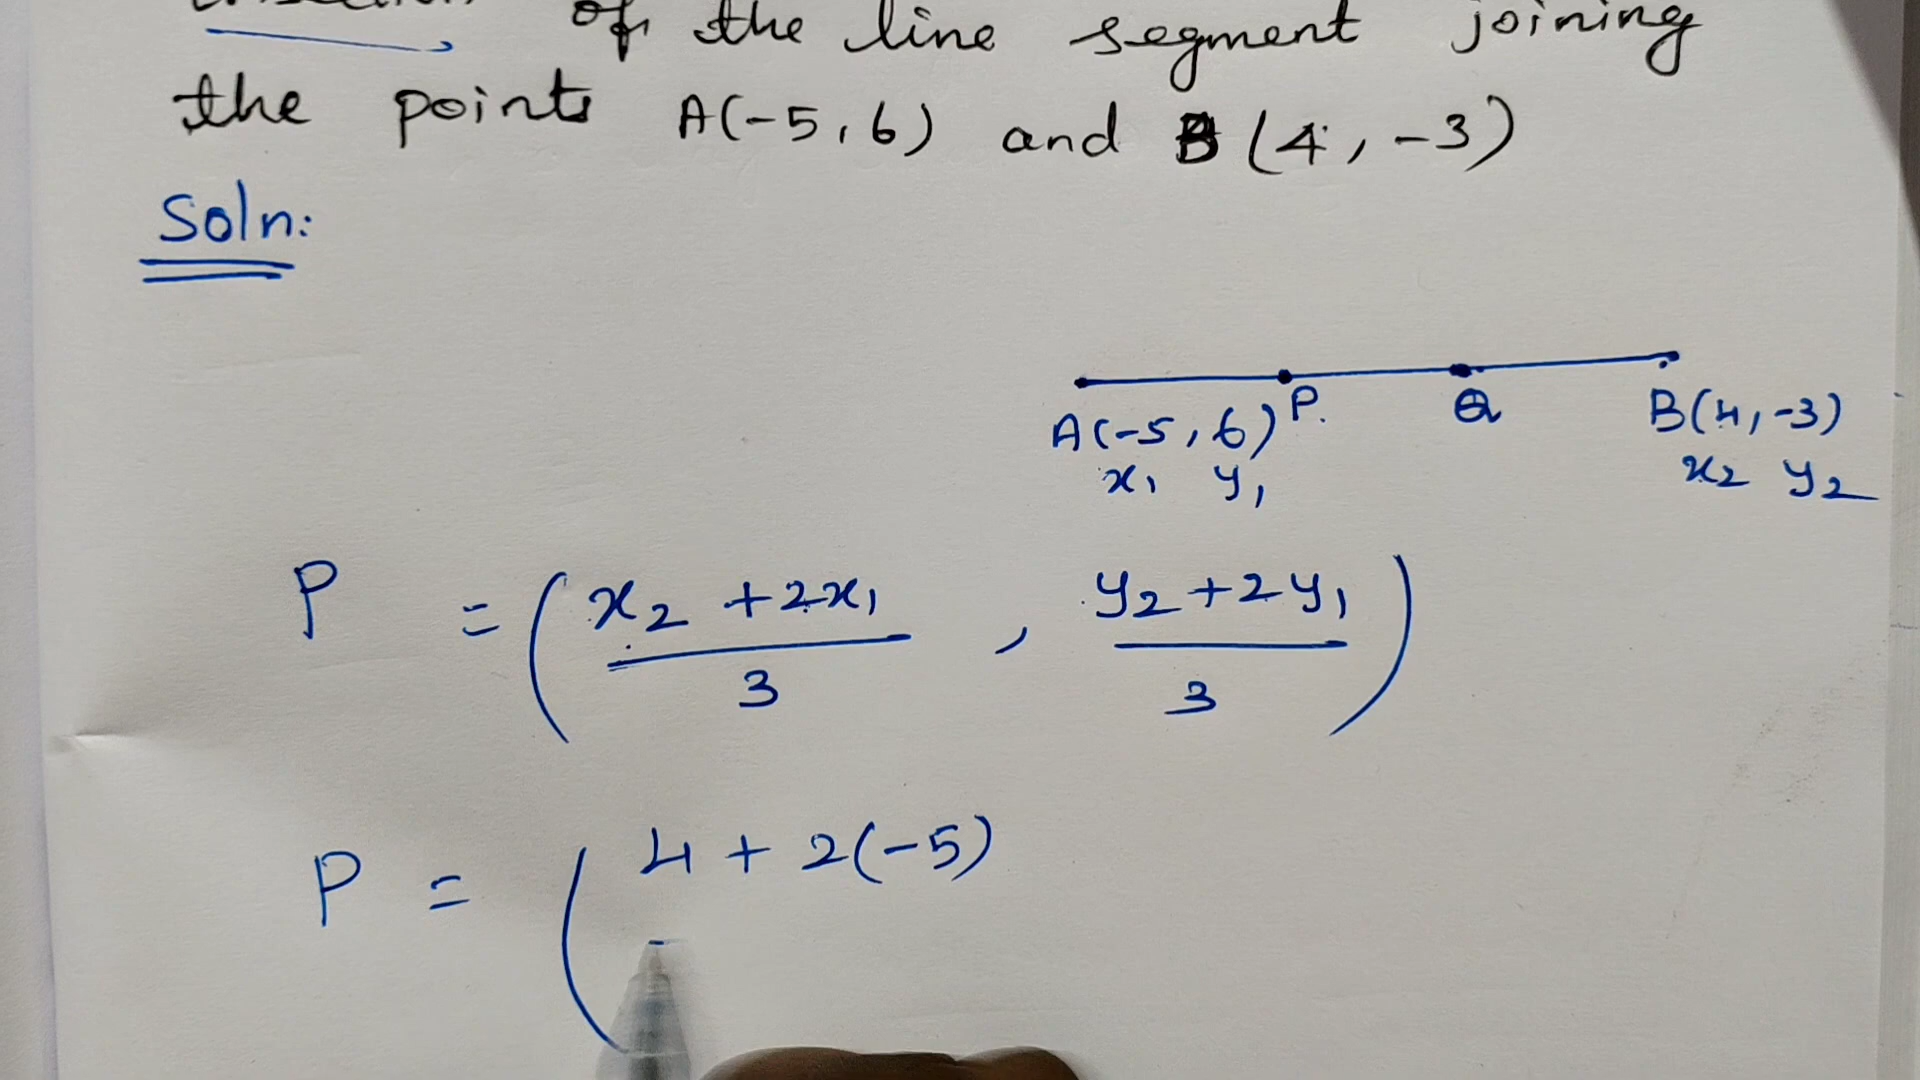 of the line segment joining
the points A(-5, 6) and B (4, -3)
Soln:
P. Q
A(-5, 6) B(4, -3)
x₁ y₁ x₂ y₂
P = ( x₂ + 2x₁ / 3 , y₂ + 2y₁ / 3 )
P = ( 4 + 2(-5)